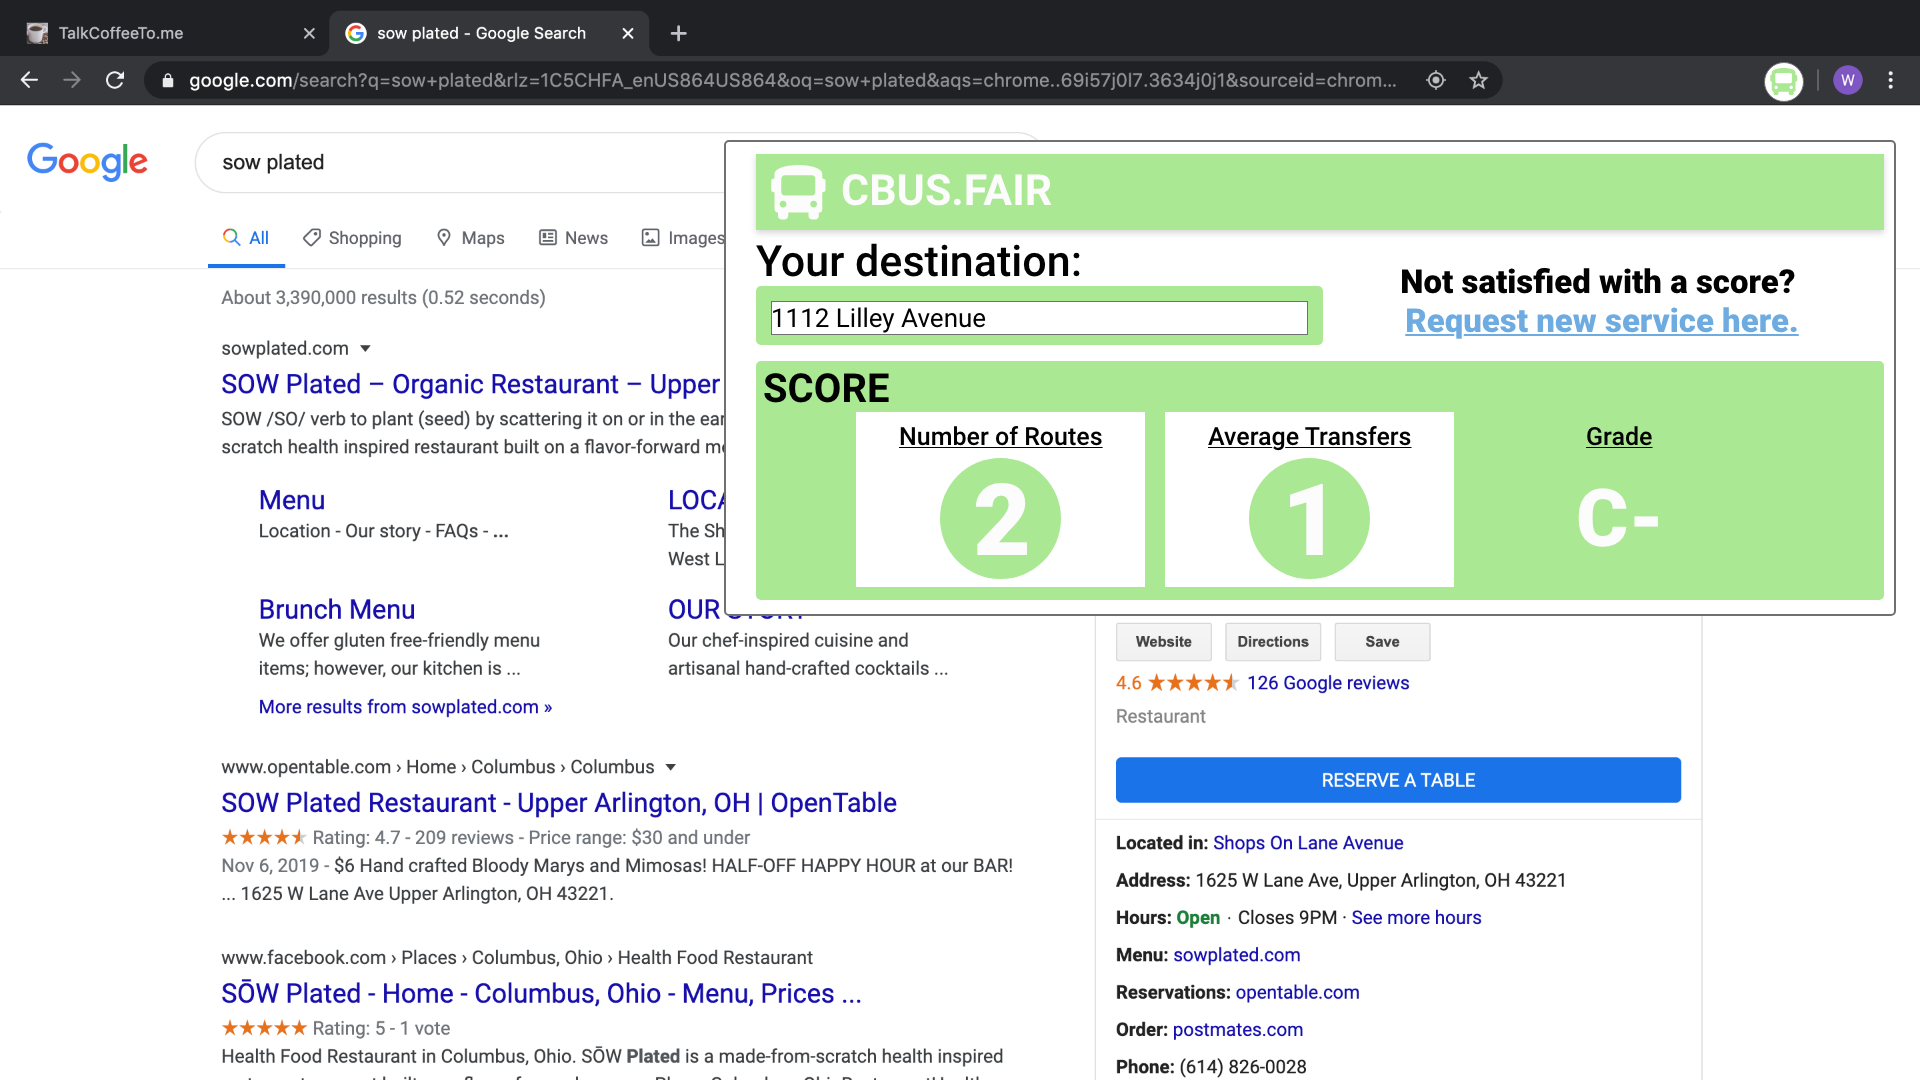 TalkCoffeeTo.me
sow plated - Google Search
google.com/search?q=sow+plated&rlz=1C5CHFA_enUS864US864&oq=sow+plated&aqs=chrome..69i57j0l7.3634j0j1&sourceid=chrom...
W
Google
sow plated
All
Shopping
Maps
News
Images
About 3,390,000 results (0.52 seconds)
CBUS.FAIR
Your destination:
1112 Lilley Avenue
Not satisfied with a score?
Request new service here.
SCORE
Number of Routes
2
Average Transfers
1
Grade
C-
sowplated.com
SOW Plated – Organic Restaurant – Upper
SOW /SO/ verb to plant (seed) by scattering it on or in the ear
scratch health inspired restaurant built on a flavor-forward me
Menu
Location - Our story - FAQs - ...
LOCA
The Sh
West L
Brunch Menu
We offer gluten free-friendly menu
items; however, our kitchen is ...
OUR STORY
Our chef-inspired cuisine and
artisanal hand-crafted cocktails ...
More results from sowplated.com »
www.opentable.com › Home › Columbus › Columbus
SOW Plated Restaurant - Upper Arlington, OH | OpenTable
Rating: 4.7 - 209 reviews - Price range: $30 and under
Nov 6, 2019 - $6 Hand crafted Bloody Marys and Mimosas! HALF-OFF HAPPY HOUR at our BAR!
... 1625 W Lane Ave Upper Arlington, OH 43221.
www.facebook.com › Places › Columbus, Ohio › Health Food Restaurant
SŌW Plated - Home - Columbus, Ohio - Menu, Prices ...
Rating: 5 - 1 vote
Health Food Restaurant in Columbus, Ohio. SŌW Plated is a made-from-scratch health inspired
Website
Directions
Save
4.6
126 Google reviews
Restaurant
RESERVE A TABLE
Located in: Shops On Lane Avenue
Address: 1625 W Lane Ave, Upper Arlington, OH 43221
Hours: Open · Closes 9PM · See more hours
Menu: sowplated.com
Reservations: opentable.com
Order: postmates.com
Phone: (614) 826-0028